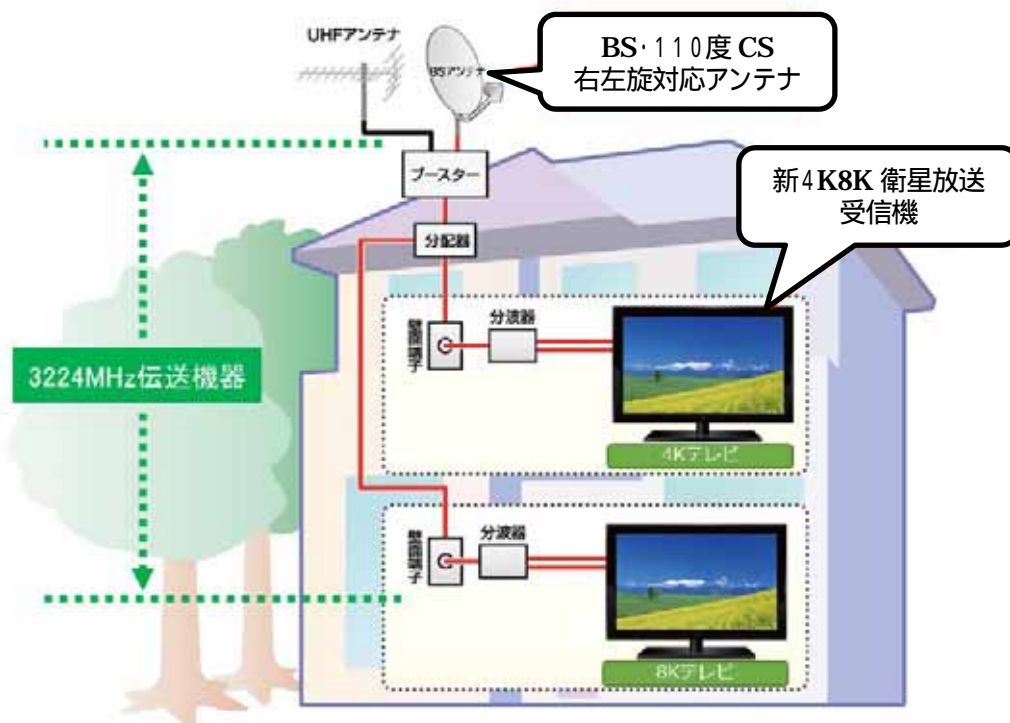 UHFアンテナ
BSアンテナ
BS·110度 CS
右左旋対応アンテナ
ブースター
新4K8K 衛星放送
受信機
分配器
壁面端子
分波器
3224MHz伝送機器
4Kテレビ
壁面端子
分波器
8Kテレビ